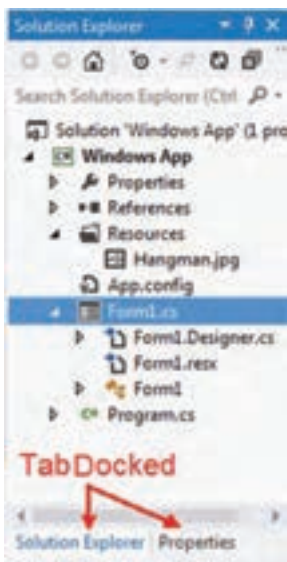 Solution Explorer
Search Solution Explorer (Ctrl
Solution 'Windows App' (1 pro
Windows App
Properties
References
Resources
Hangman.jpg
App.config
Form1.cs
Form1.Designer.cs
Form1.resx
Form1
Program.cs
TabDocked
Solution Explorer Properties